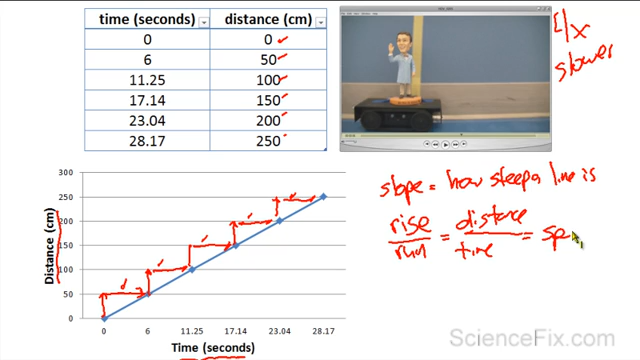 time (seconds) distance (cm)
0 0
6 50
11.25 100
17.14 150
23.04 200
28.17 250
4x
slower
slope = how steep a line is
rise distance
run = time = sp
300
250
200
150
100
50
0
Distance (cm)
0 6 11.25 17.14 23.04 28.17
Time (seconds)
ScienceFix.com